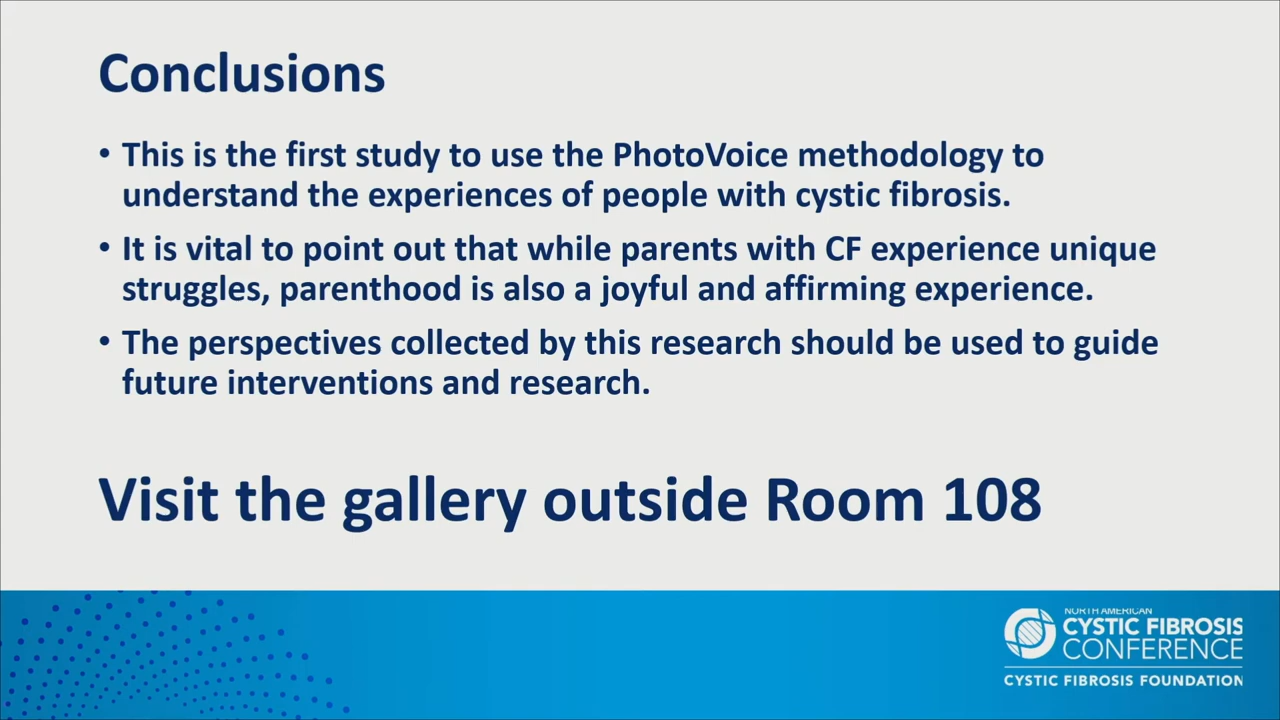 Conclusions
• This is the first study to use the PhotoVoice methodology to
understand the experiences of people with cystic fibrosis.
• It is vital to point out that while parents with CF experience unique
struggles, parenthood is also a joyful and affirming experience.
• The perspectives collected by this research should be used to guide
future interventions and research.
Visit the gallery outside Room 108
NORTH AMERICAN
CYSTIC FIBROSIS
CONFERENCE
CYSTIC FIBROSIS FOUNDATION